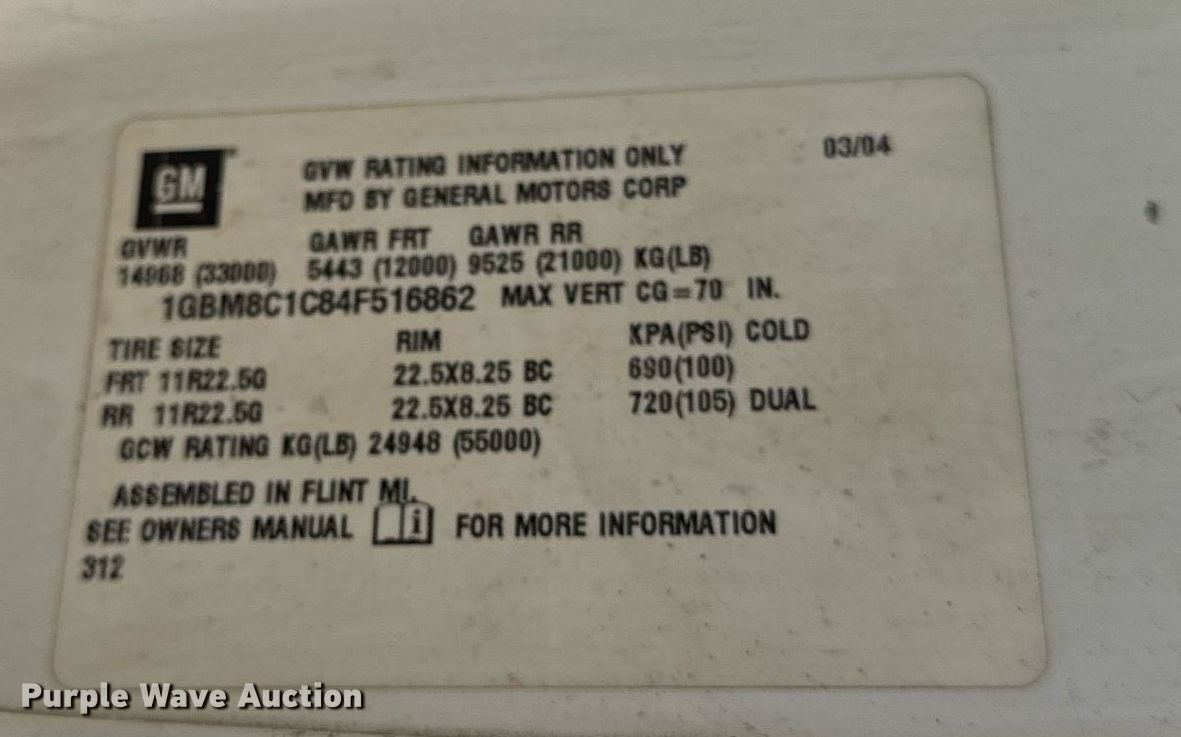 GM GVW RATING INFORMATION ONLY 03/04
MFD BY GENERAL MOTORS CORP
GVWR GAWR FRT GAWR RR
14968 (33000) 5443 (12000) 9525 (21000) KG(LB)
1GBM8C1C84F516862 MAX VERT CG=70 IN.
TIRE SIZE RIM KPA(PSI) COLD
FRT 11R22.5G 22.5X8.25 BC 690(100)
RR 11R22.5G 22.5X8.25 BC 720(105) DUAL
GCW RATING KG(LB) 24948 (55000)
ASSEMBLED IN FLINT MI.
SEE OWNERS MANUAL i FOR MORE INFORMATION
312
Purple Wave Auction